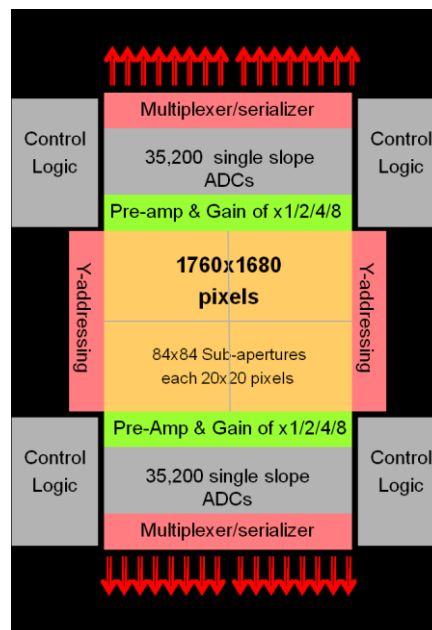 Multiplexer/serializer
Control
Logic
35,200 single slope
ADCs
Control
Logic
Pre-amp & Gain of x1/2/4/8
Y-addressing
1760x1680
pixels
84x84 Sub-apertures
each 20x20 pixels
Y-addressing
Pre-Amp & Gain of x1/2/4/8
Control
Logic
35,200 single slope
ADCs
Control
Logic
Multiplexer/serializer